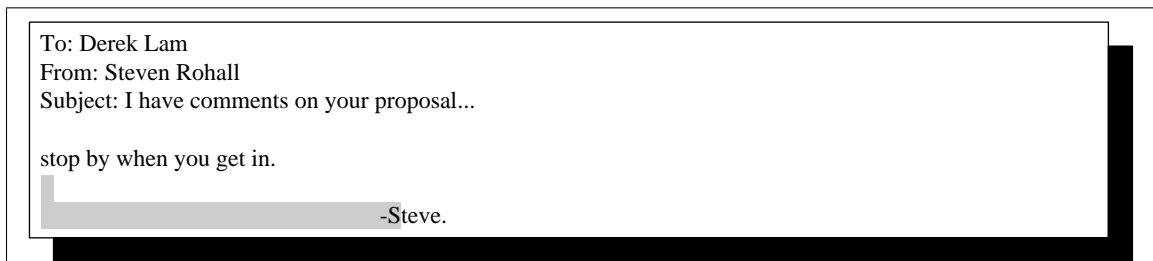 To: Derek Lam
From: Steven Rohall
Subject: I have comments on your proposal...
stop by when you get in.
-Steve.